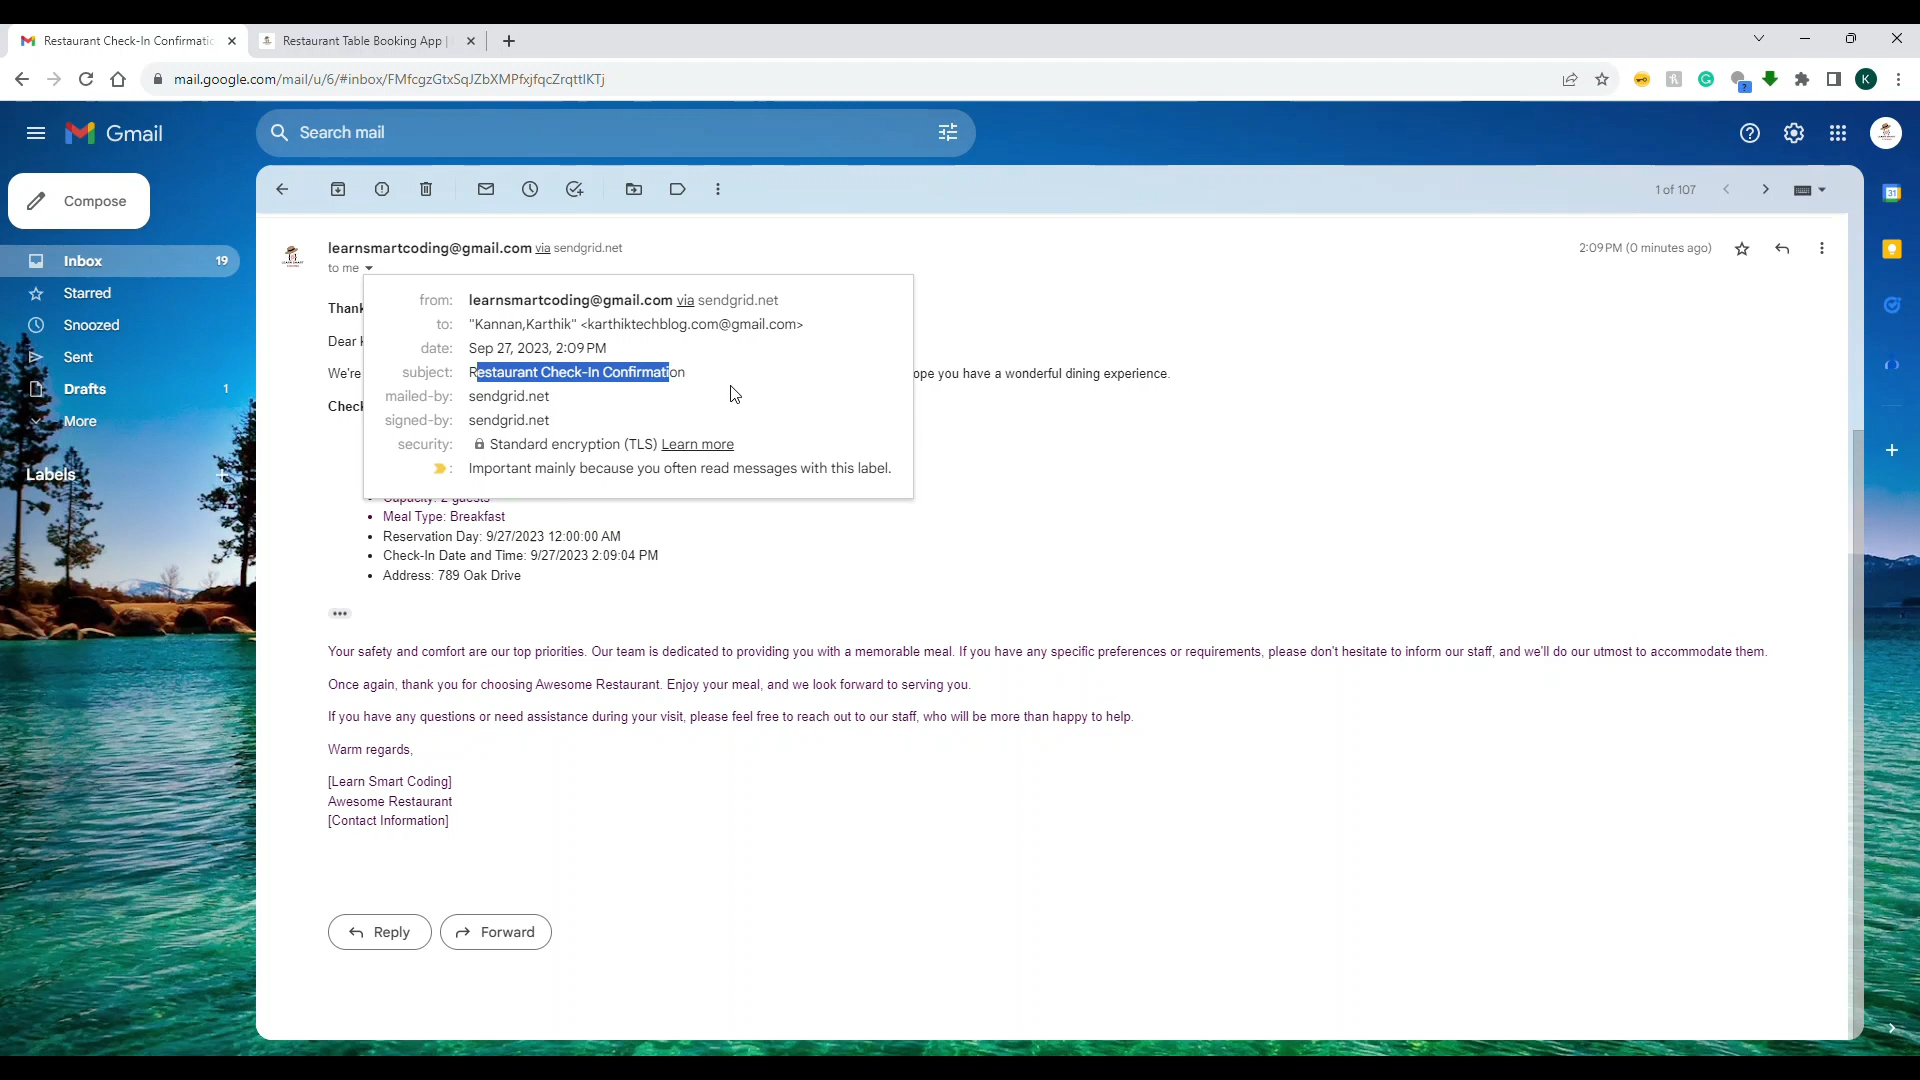 Restaurant Check-In Confirmatic
Restaurant Table Booking App |
mail.google.com/mail/u/6/#inbox/FMfcgzGtxSqJZbXMPfxjfqcZrqttlKTj
K
Gmail
Search mail
Compose
1 of 107
31
Inbox 19
Starred
Snoozed
Sent
Drafts 1
More
Labels
learnsmartcoding@gmail.com via sendgrid.net
2:09 PM (0 minutes ago)
to me
Thank
from: learnsmartcoding@gmail.com via sendgrid.net
to: "Kannan,Karthik" <karthiktechblog.com@gmail.com>
Dear
date: Sep 27, 2023, 2:09 PM
We're
subject: Restaurant Check-In Confirmation
ope you have a wonderful dining experience.
mailed-by: sendgrid.net
Check
signed-by: sendgrid.net
security: Standard encryption (TLS) Learn more
: Important mainly because you often read messages with this label.
• Capacity: 2 guests
• Meal Type: Breakfast
• Reservation Day: 9/27/2023 12:00:00 AM
• Check-In Date and Time: 9/27/2023 2:09:04 PM
• Address: 789 Oak Drive
Your safety and comfort are our top priorities. Our team is dedicated to providing you with a memorable meal. If you have any specific preferences or requirements, please don't hesitate to inform our staff, and we'll do our utmost to accommodate them.
Once again, thank you for choosing Awesome Restaurant. Enjoy your meal, and we look forward to serving you.
If you have any questions or need assistance during your visit, please feel free to reach out to our staff, who will be more than happy to help.
Warm regards,
[Learn Smart Coding]
Awesome Restaurant
[Contact Information]
Reply
Forward